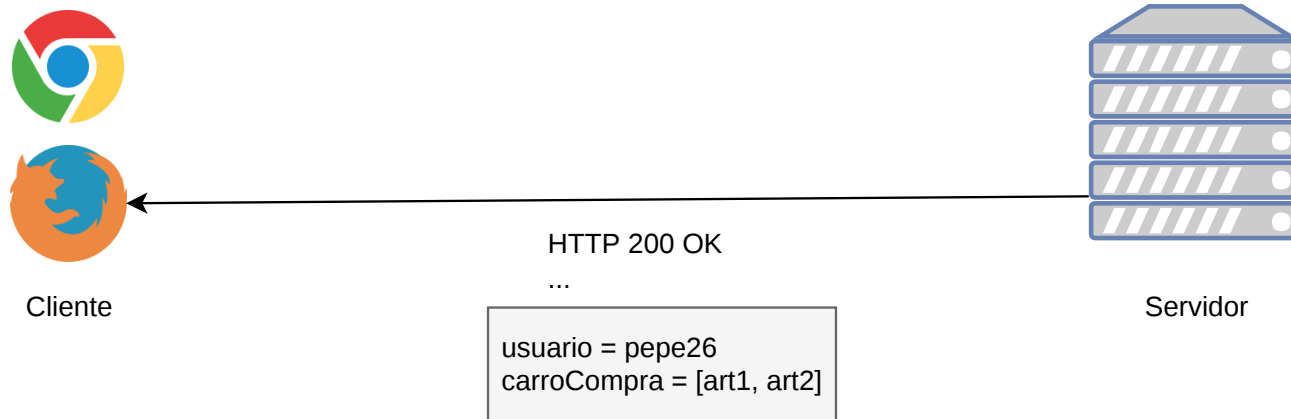 HTTP 200 OK
...
Cliente
Servidor
usuario = pepe26
carroCompra = [art1, art2]